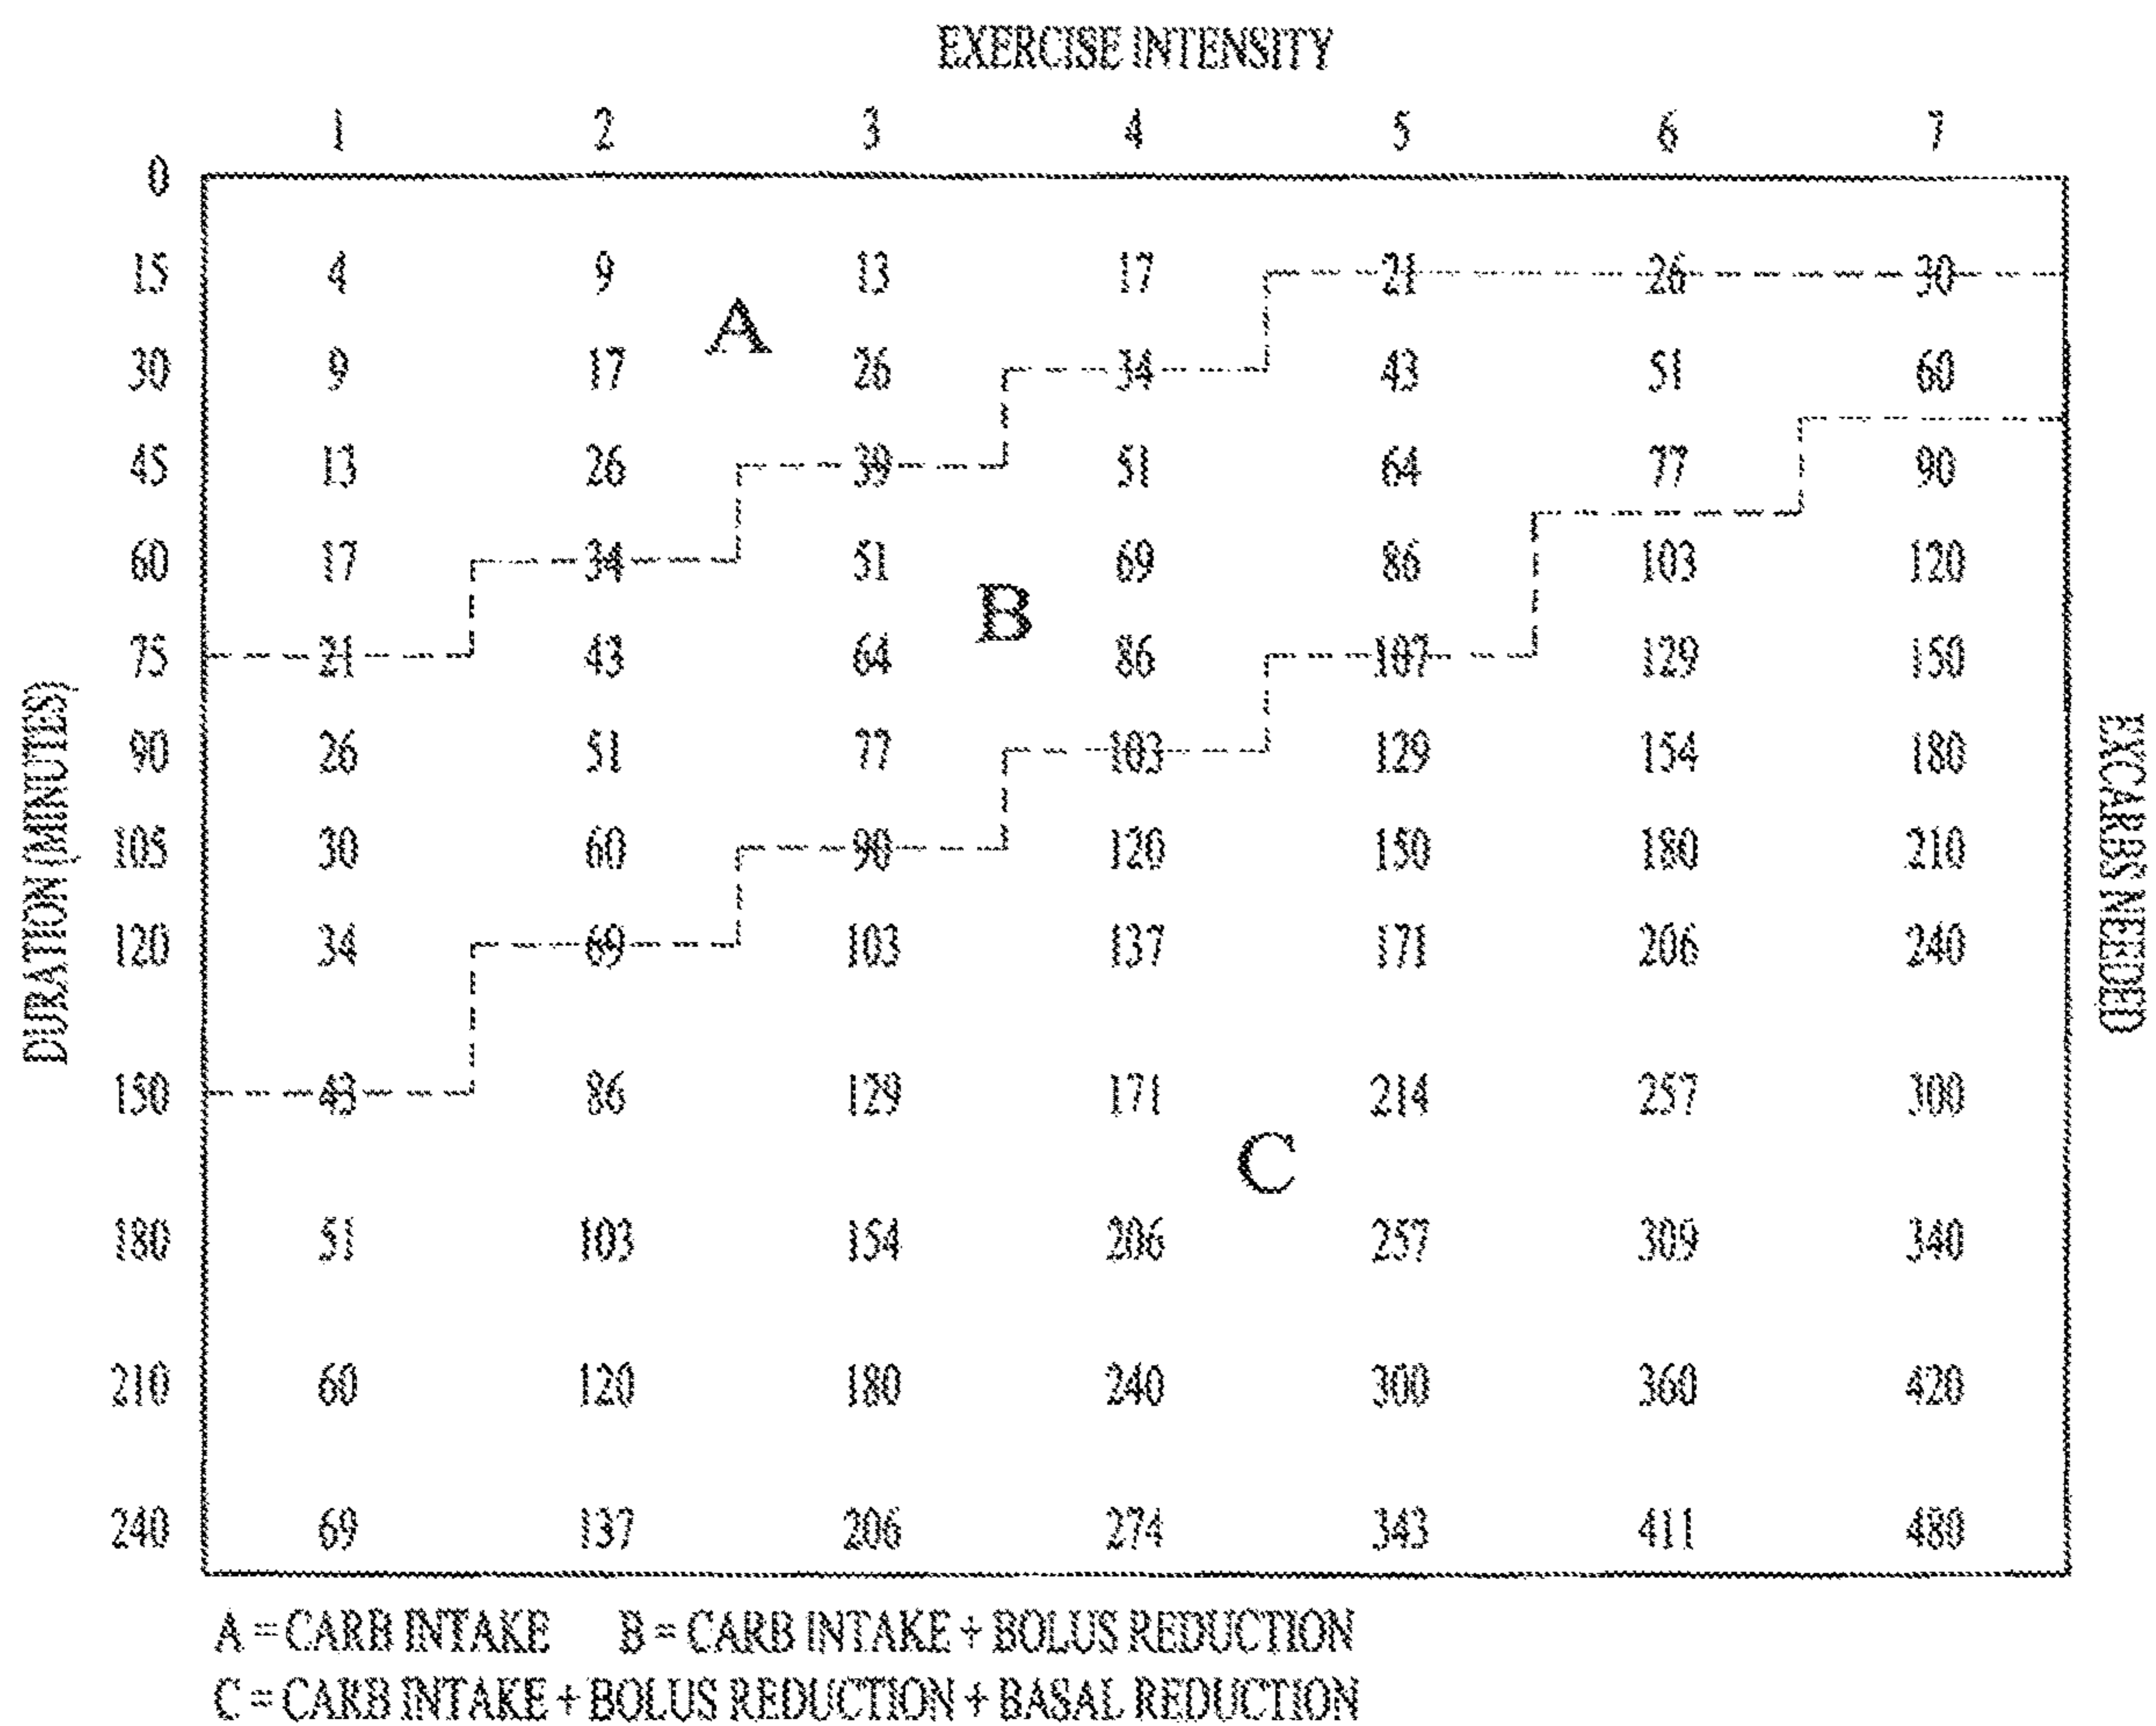 EXERCISE INTENSITY
1 2 3 4 5 6 7
0
15 4 9 13 17 21 26 30
A
30 9 17 26 34 43 51 60
45 13 26 39 51 64 77 90
60 17 34 51 69 86 103 120
B
75 21 43 64 86 107 129 150
90 26 51 77 103 129 154 180
105 30 60 90 120 150 180 210
120 34 69 103 137 171 206 240
150 43 86 129 171 214 257 300
C
180 51 103 154 206 257 309 340
210 60 120 180 240 300 360 420
240 69 137 206 274 343 411 480
DURATION (MINUTES)
EXCARBS NEEDED
A = CARB INTAKE B = CARB INTAKE + BOLUS REDUCTION
C = CARB INTAKE + BOLUS REDUCTION + BASAL REDUCTION